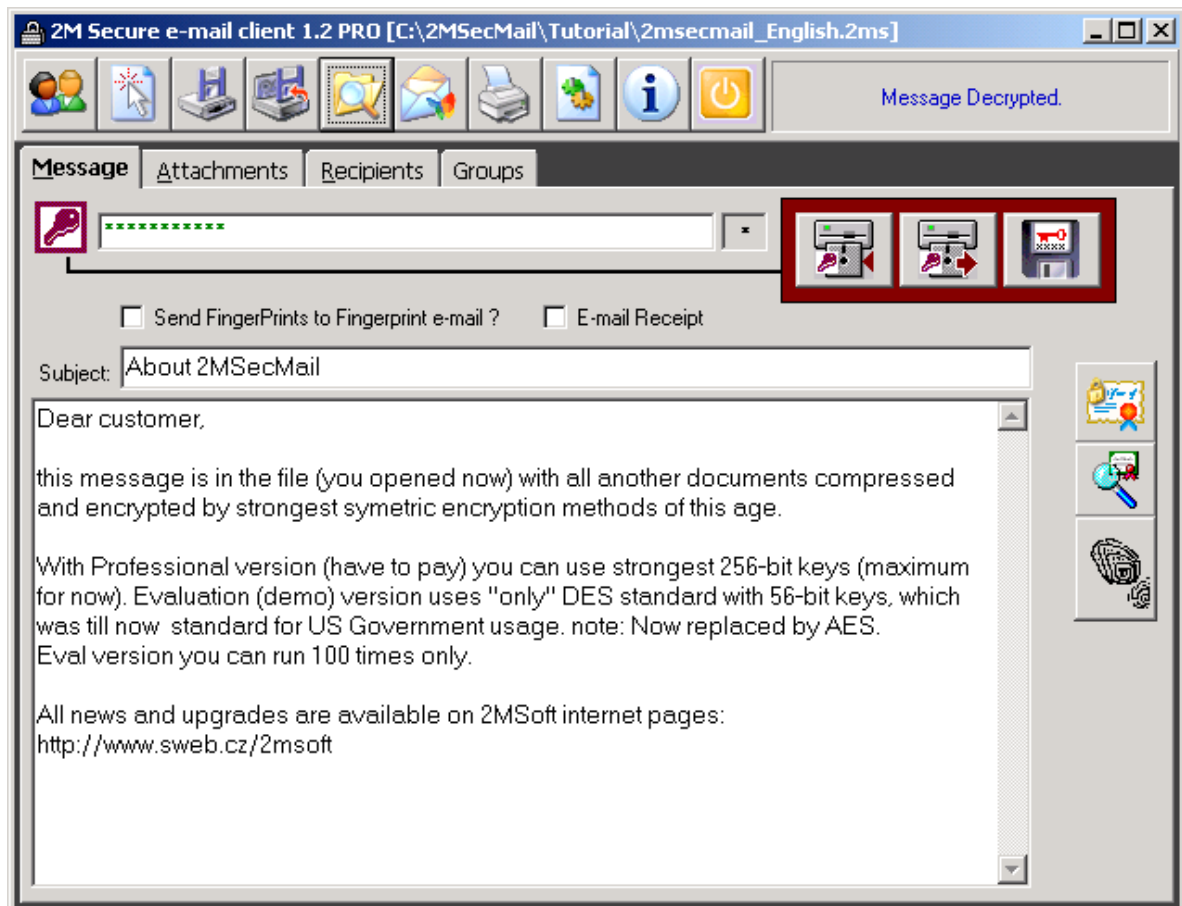 2M Secure e-mail client 1.2 PRO [C:\2MSecMail\Tutorial\2msecmail_English.2ms]
Message Decrypted.
Message Attachments Recipients Groups
*********** *
xxxx
Send FingerPrints to Fingerprint e-mail ? E-mail Receipt
Subject: About 2MSecMail
Dear customer,
this message is in the file (you opened now) with all another documents compressed
and encrypted by strongest symetric encryption methods of this age.
With Professional version (have to pay) you can use strongest 256-bit keys (maximum
for now). Evaluation (demo) version uses "only" DES standard with 56-bit keys, which
was till now  standard for US Government usage. note: Now replaced by AES.
Eval version you can run 100 times only.
All news and upgrades are available on 2MSoft internet pages:
http://www.sweb.cz/2msoft